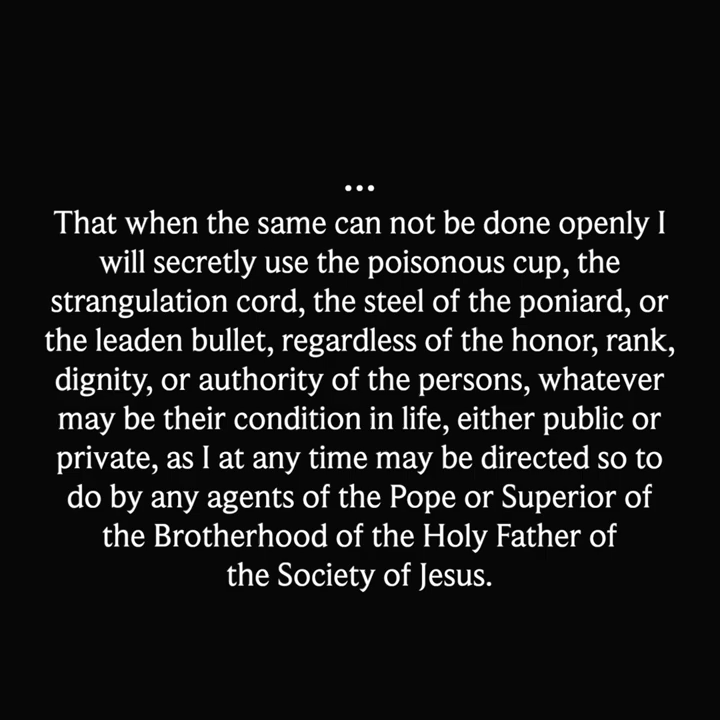 ...
That when the same can not be done openly I
will secretly use the poisonous cup, the
strangulation cord, the steel of the poniard, or
the leaden bullet, regardless of the honor, rank,
dignity, or authority of the persons, whatever
may be their condition in life, either public or
private, as I at any time may be directed so to
do by any agents of the Pope or Superior of
the Brotherhood of the Holy Father of
the Society of Jesus.